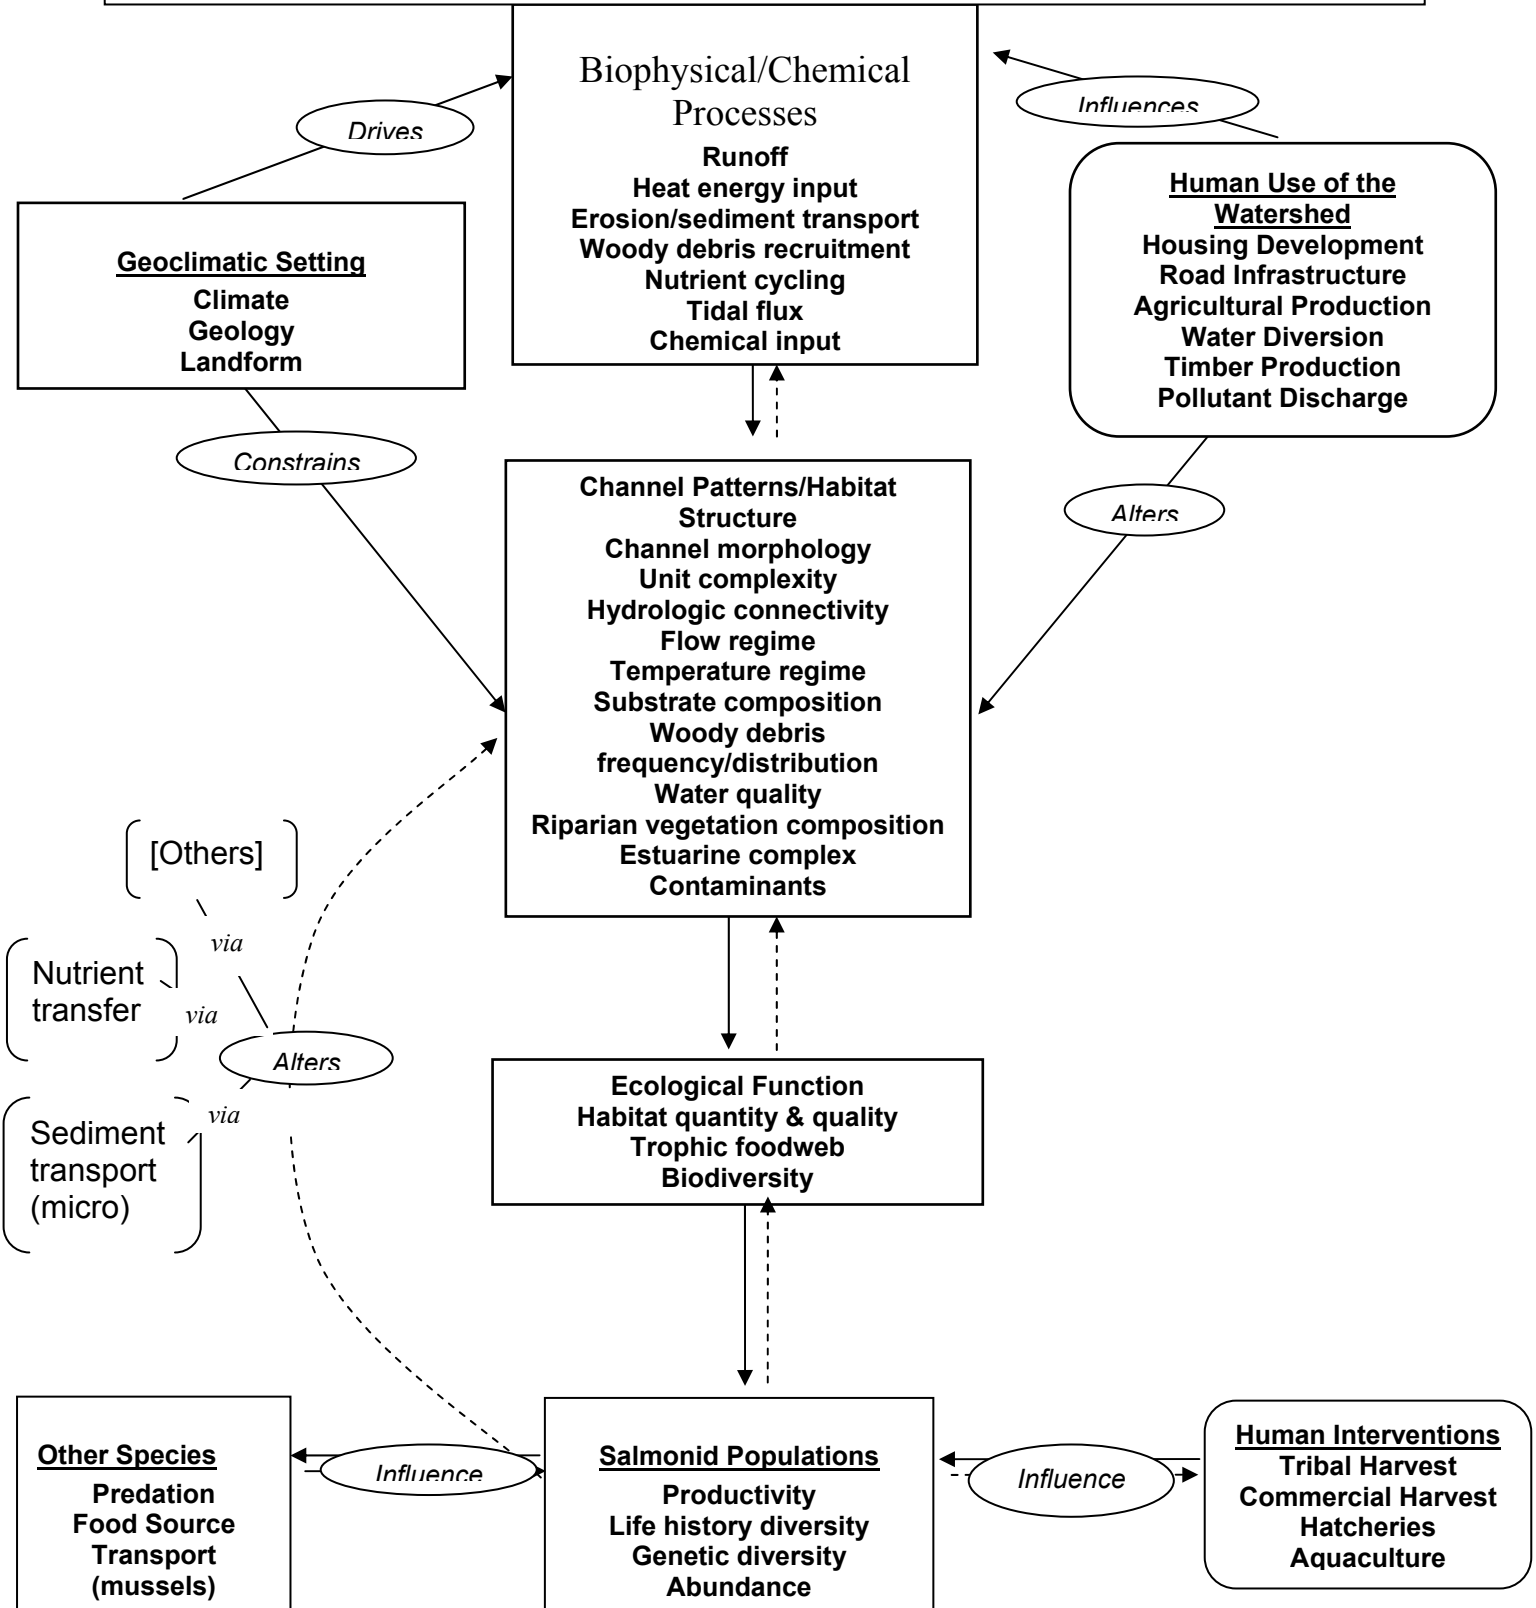 Biophysical/Chemical
Processes
Runoff
Heat energy input
Erosion/sediment transport
Woody debris recruitment
Nutrient cycling
Tidal flux
Chemical input
Drives
Influences
Geoclimatic Setting
Climate
Geology
Landform
Human Use of the
Watershed
Housing Development
Road Infrastructure
Agricultural Production
Water Diversion
Timber Production
Pollutant Discharge
Constrains
Alters
Channel Patterns/Habitat
Structure
Channel morphology
Unit complexity
Hydrologic connectivity
Flow regime
Temperature regime
Substrate composition
Woody debris
frequency/distribution
Water quality
Riparian vegetation composition
Estuarine complex
Contaminants
[Others]
via
Nutrient
transfer
via
Alters
Sediment
transport
(micro)
via
Ecological Function
Habitat quantity & quality
Trophic foodweb
Biodiversity
Other Species
Predation
Food Source
Transport
(mussels)
Influence
Salmonid Populations
Productivity
Life history diversity
Genetic diversity
Abundance
Influence
Human Interventions
Tribal Harvest
Commercial Harvest
Hatcheries
Aquaculture